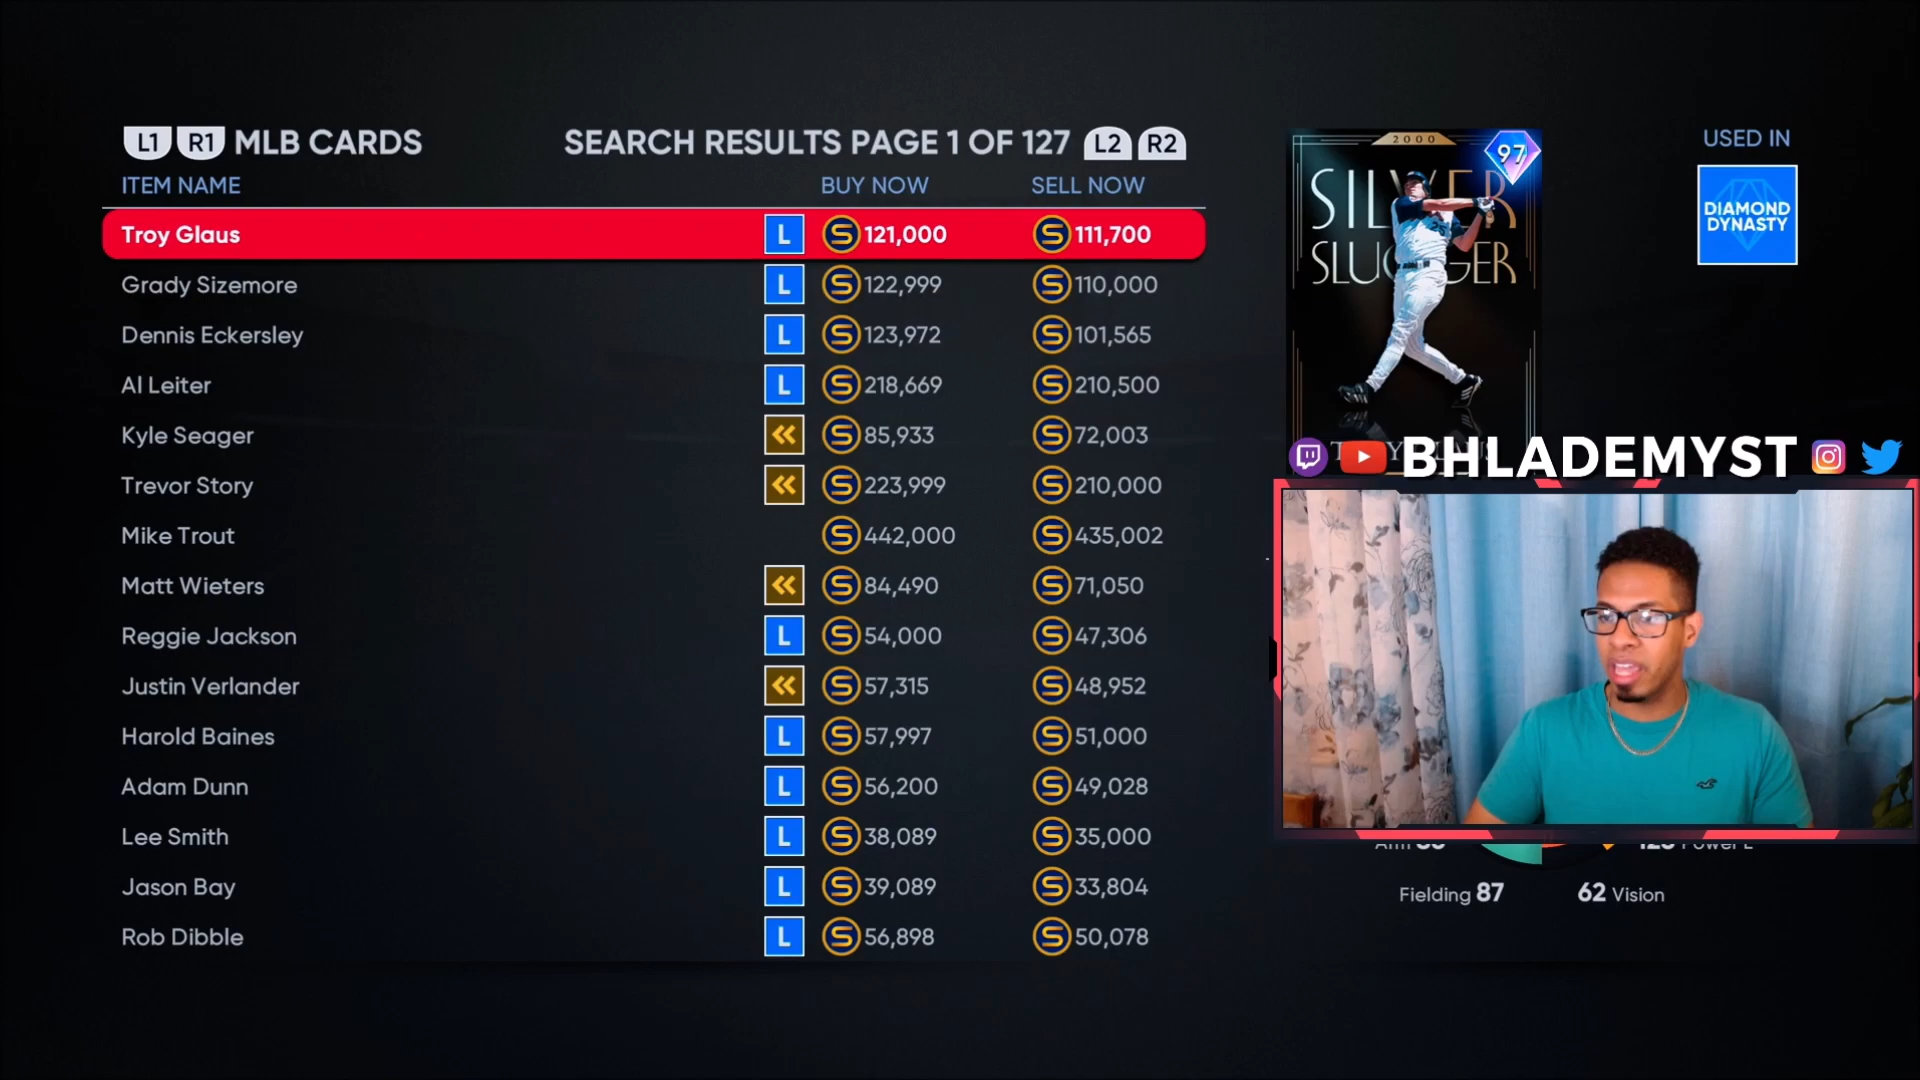 L1 R1 MLB CARDS SEARCH RESULTS PAGE 1 OF 127 L2 R2
ITEM NAME BUY NOW SELL NOW
Troy Glaus L 121,000 111,700
Grady Sizemore L 122,999 110,000
Dennis Eckersley L 123,972 101,565
Al Leiter L 218,669 210,500
Kyle Seager 85,933 72,003
Trevor Story 223,999 210,000
Mike Trout 442,000 435,002
Matt Wieters 84,490 71,050
Reggie Jackson L 54,000 47,306
Justin Verlander 57,315 48,952
Harold Baines L 57,997 51,000
Adam Dunn L 56,200 49,028
Lee Smith L 38,089 35,000
Jason Bay L 39,089 33,804
Rob Dibble L 56,898 50,078
2000
97
SILVER
SLUGGER
USED IN
DIAMOND
DYNASTY
BHLADEMYST
Fielding 87 62 Vision